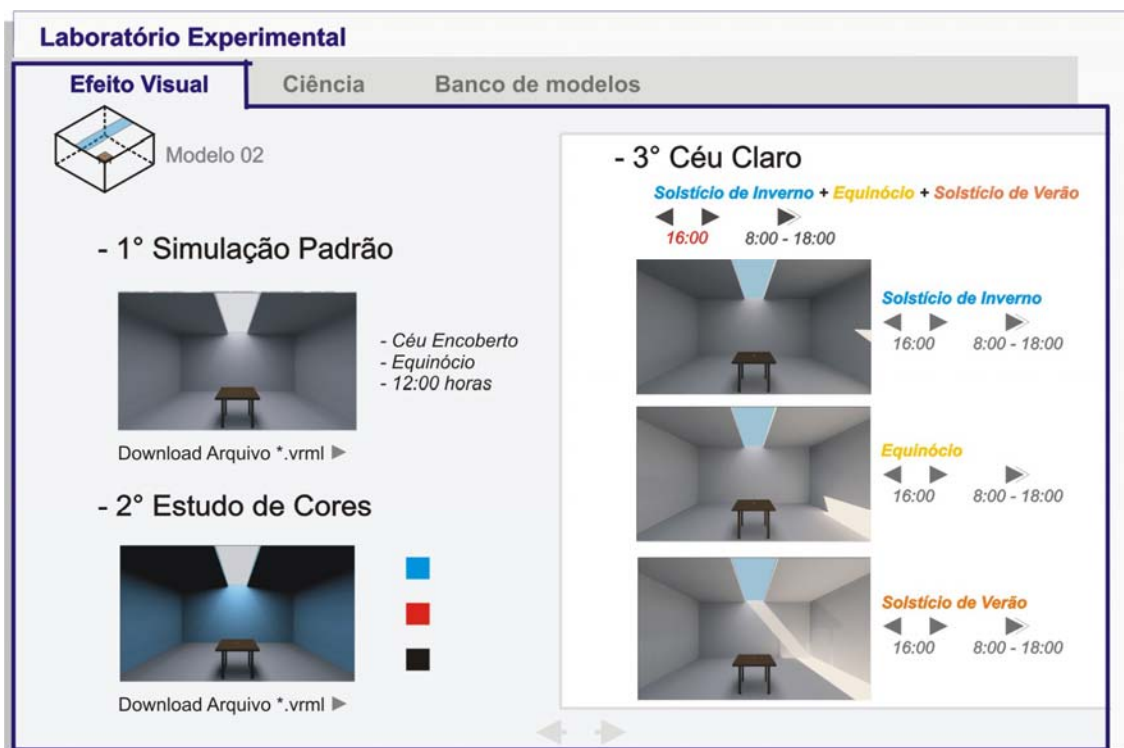 Laboratório Experimental
Efeito Visual
Ciência
Banco de modelos
Modelo 02
- 1° Simulação Padrão
- Céu Encoberto
- Equinócio
- 12:00 horas
Download Arquivo *.vrml
- 2° Estudo de Cores
Download Arquivo *.vrml
- 3° Céu Claro
Solstício de Inverno + Equinócio + Solstício de Verão
16:00 8:00 - 18:00
Solstício de Inverno
16:00 8:00 - 18:00
Equinócio
16:00 8:00 - 18:00
Solstício de Verão
16:00 8:00 - 18:00